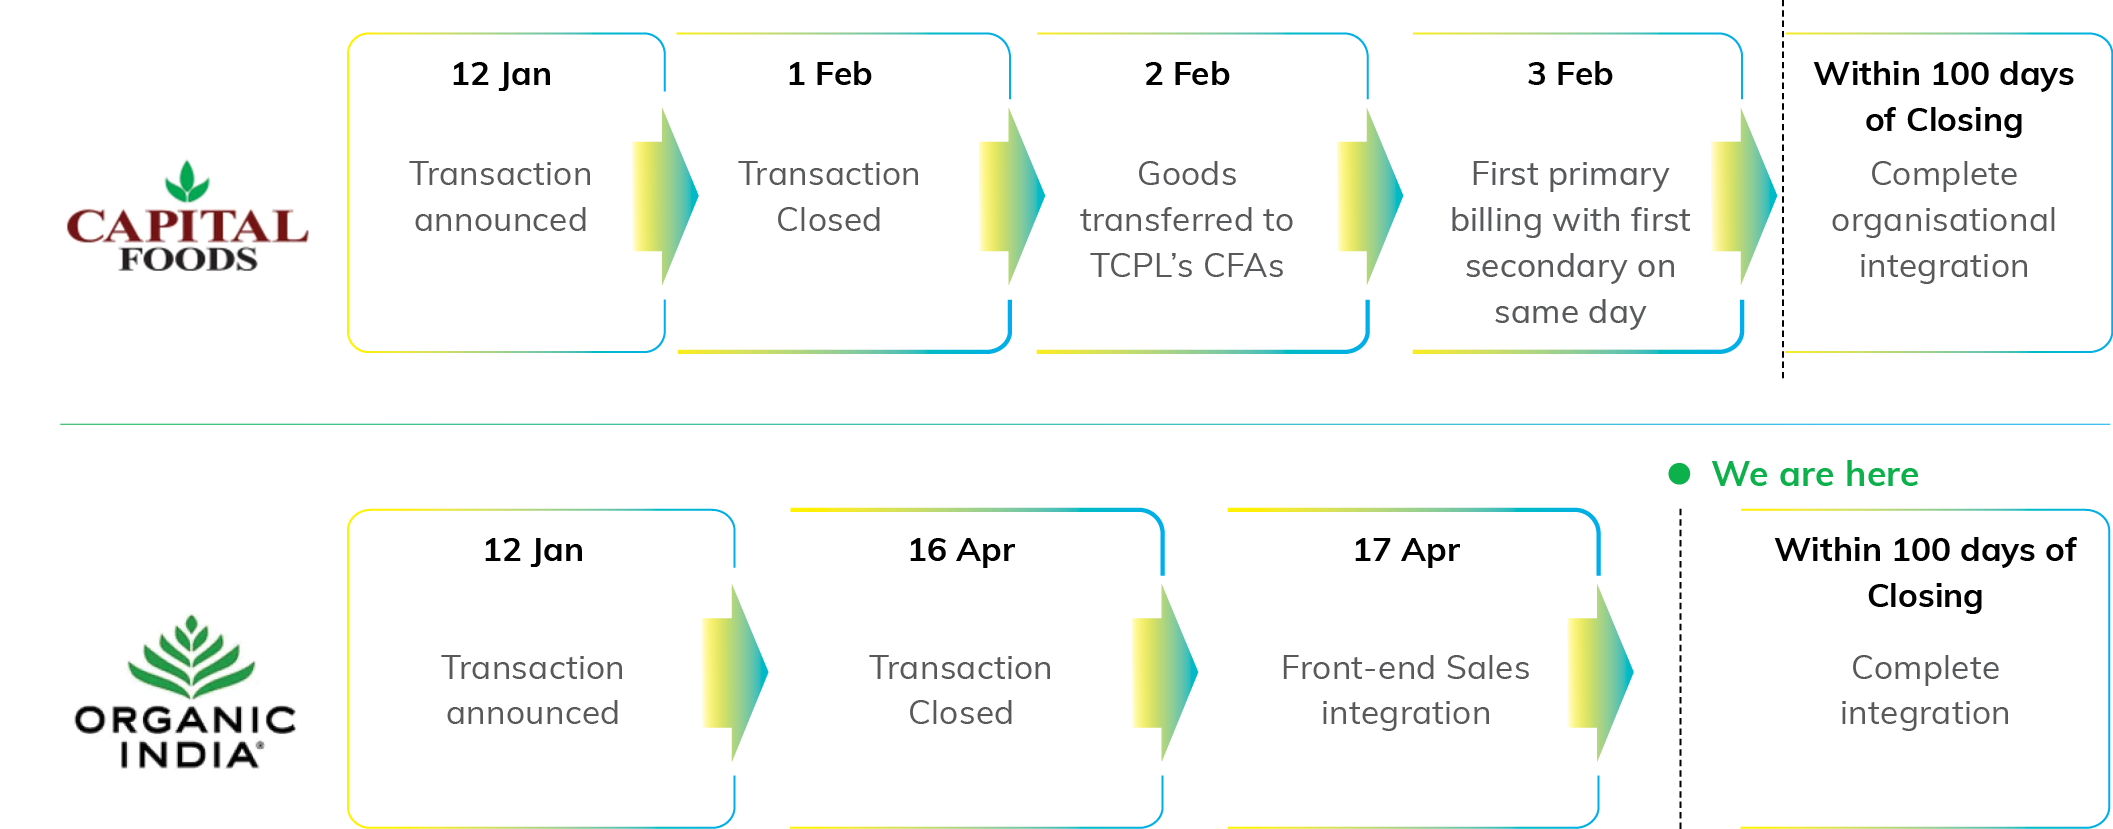 CAPITAL
FOODS
12 Jan
Transaction
announced
1 Feb
Transaction
Closed
2 Feb
Goods
transferred to
TCPL’s CFAs
3 Feb
First primary
billing with first
secondary on
same day
Within 100 days
of Closing
Complete
organisational
integration
We are here
ORGANIC
INDIA®
12 Jan
Transaction
announced
16 Apr
Transaction
Closed
17 Apr
Front-end Sales
integration
Within 100 days of
Closing
Complete
integration